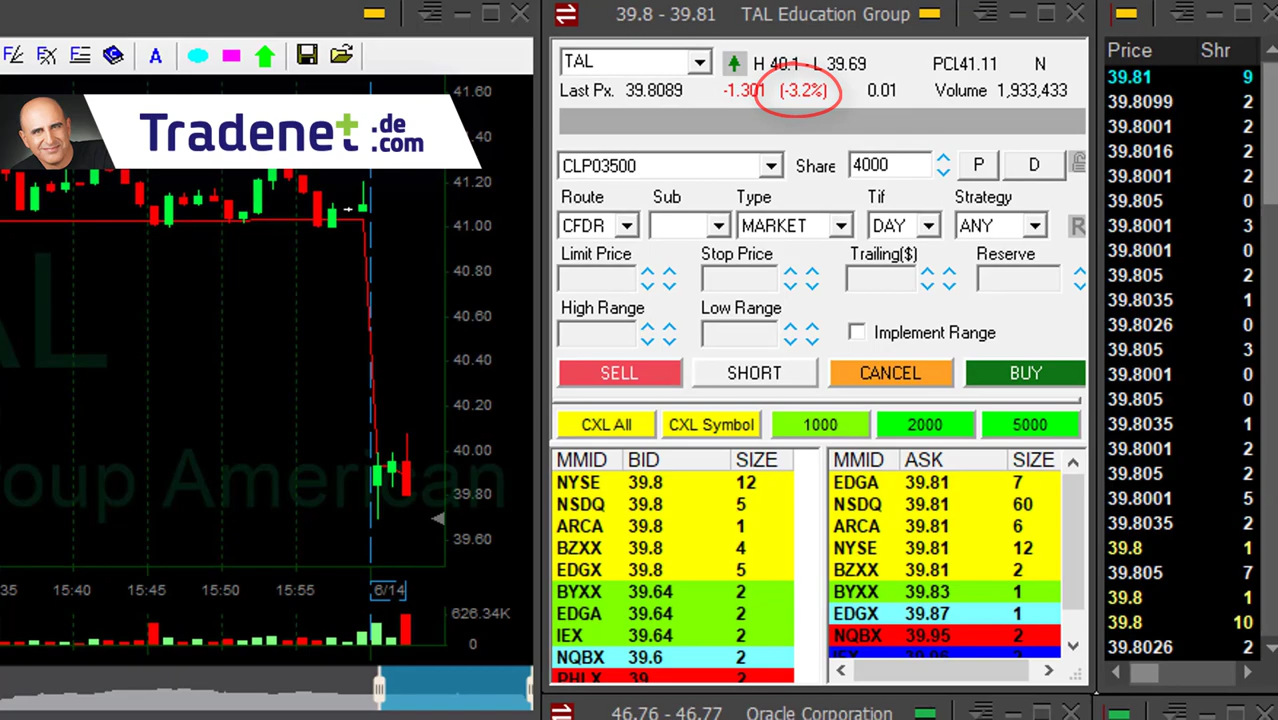 39.8 - 39.81 TAL Education Group
TAL
H 40.1 - L 39.69 PCL41.11 N
Last Px. 39.8089 -1.301 (-3.2%) 0.01 Volume 1,933,433
CLP03500 Share 4000 P D
Route Sub Type Tif Strategy
CFDR MARKET DAY ANY R
Limit Price Stop Price Trailing($) Reserve
High Range Low Range
Implement Range
SELL SHORT CANCEL BUY
CXL All CXL Symbol 1000 2000 5000
MMID BID SIZE
NYSE 39.8 12
NSDQ 39.8 5
ARCA 39.8 1
BZXX 39.8 4
EDGX 39.8 5
BYXX 39.64 2
EDGA 39.64 2
IEX 39.64 2
NQBX 39.6 2
PHLX 39 2
MMID ASK SIZE
EDGA 39.81 7
NSDQ 39.81 60
ARCA 39.81 6
NYSE 39.81 12
BZXX 39.81 2
BYXX 39.83 1
EDGX 39.87 1
NQBX 39.95 2
Price Shr
39.81 9
39.8099 2
39.8001 2
39.8016 2
39.8001 2
39.805 0
39.8001 3
39.8001 0
39.805 2
39.8035 1
39.8026 0
39.805 3
39.8001 0
39.805 0
39.8035 1
39.8001 2
39.805 2
39.8001 5
39.8035 2
39.8 1
39.805 7
39.8 1
39.8 10
39.8026 2
A
Tradenet .de
.com
41.60
41.40
41.20
41.00
40.80
40.60
40.40
40.20
40.00
39.80
39.60
AL
Group American
:35 15:40 15:45 15:50 15:55 6/14
626.34K
0
46.76 - 46.77 Oracle Corporation